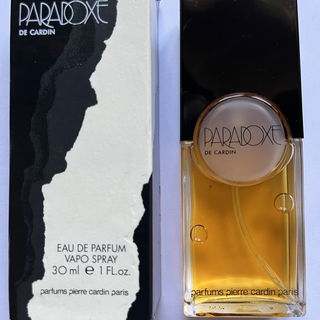 PARADOXE
DE CARDIN
EAU DE PARFUM
VAPO SPRAY
30 ml e 1 FL.oz.
parfums pierre cardin paris
PARADOXE
DE CARDIN
parfums pierre cardin paris